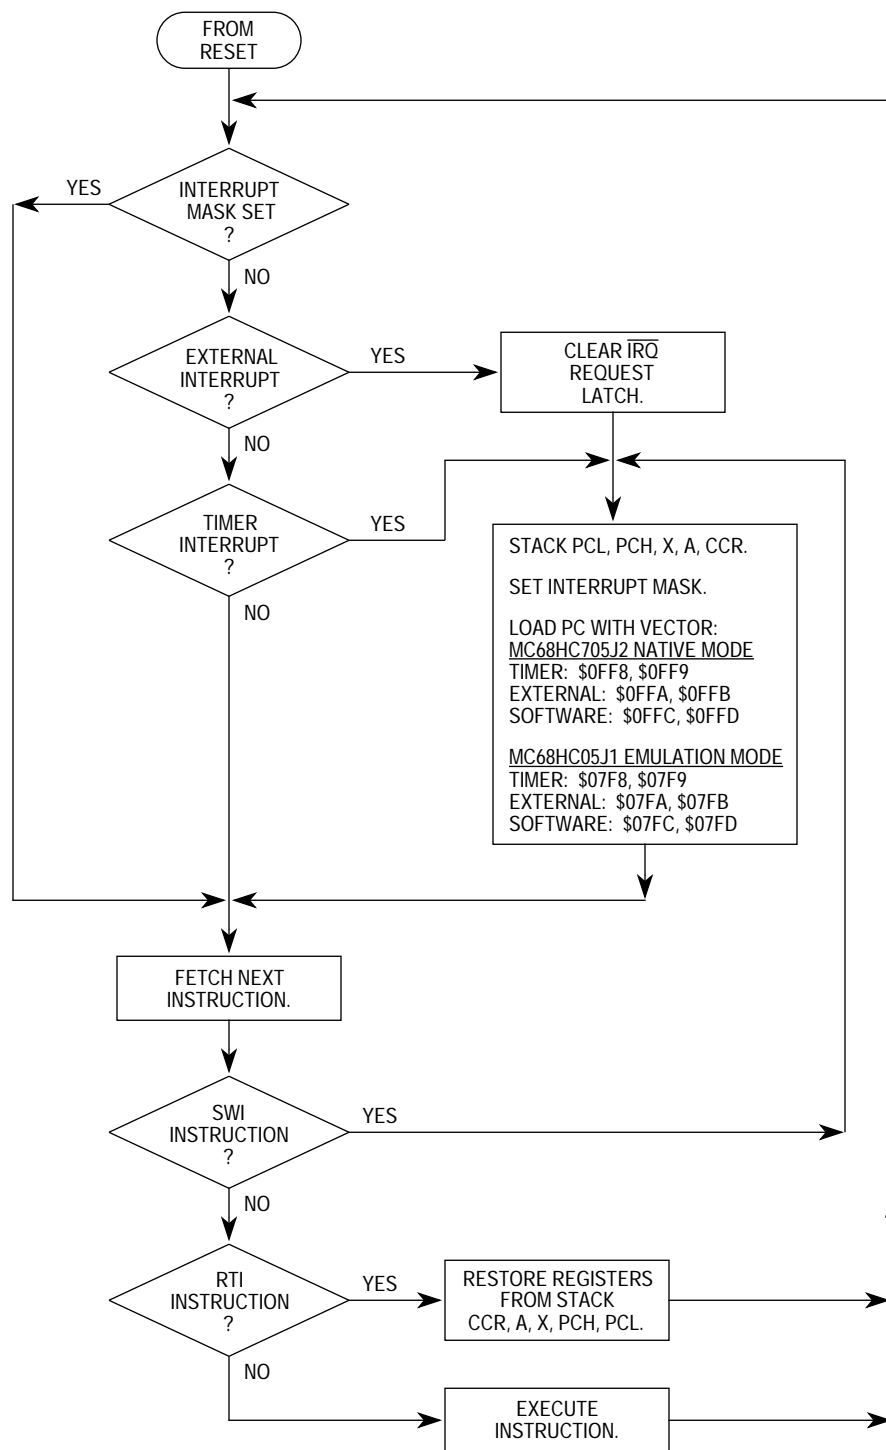 FROM
RESET
YES
INTERRUPT
MASK SET
?
NO
EXTERNAL
INTERRUPT
?
YES
CLEAR IRQ
REQUEST
LATCH.
NO
TIMER
INTERRUPT
?
YES
NO
STACK PCL, PCH, X, A, CCR.
SET INTERRUPT MASK.
LOAD PC WITH VECTOR:
MC68HC705J2 NATIVE MODE
TIMER: $0FF8, $0FF9
EXTERNAL: $0FFA, $0FFB
SOFTWARE: $0FFC, $0FFD
MC68HC05J1 EMULATION MODE
TIMER: $07F8, $07F9
EXTERNAL: $07FA, $07FB
SOFTWARE: $07FC, $07FD
FETCH NEXT
INSTRUCTION.
SWI
INSTRUCTION
?
YES
NO
RTI
INSTRUCTION
?
YES
RESTORE REGISTERS
FROM STACK
CCR, A, X, PCH, PCL.
NO
EXECUTE
INSTRUCTION.